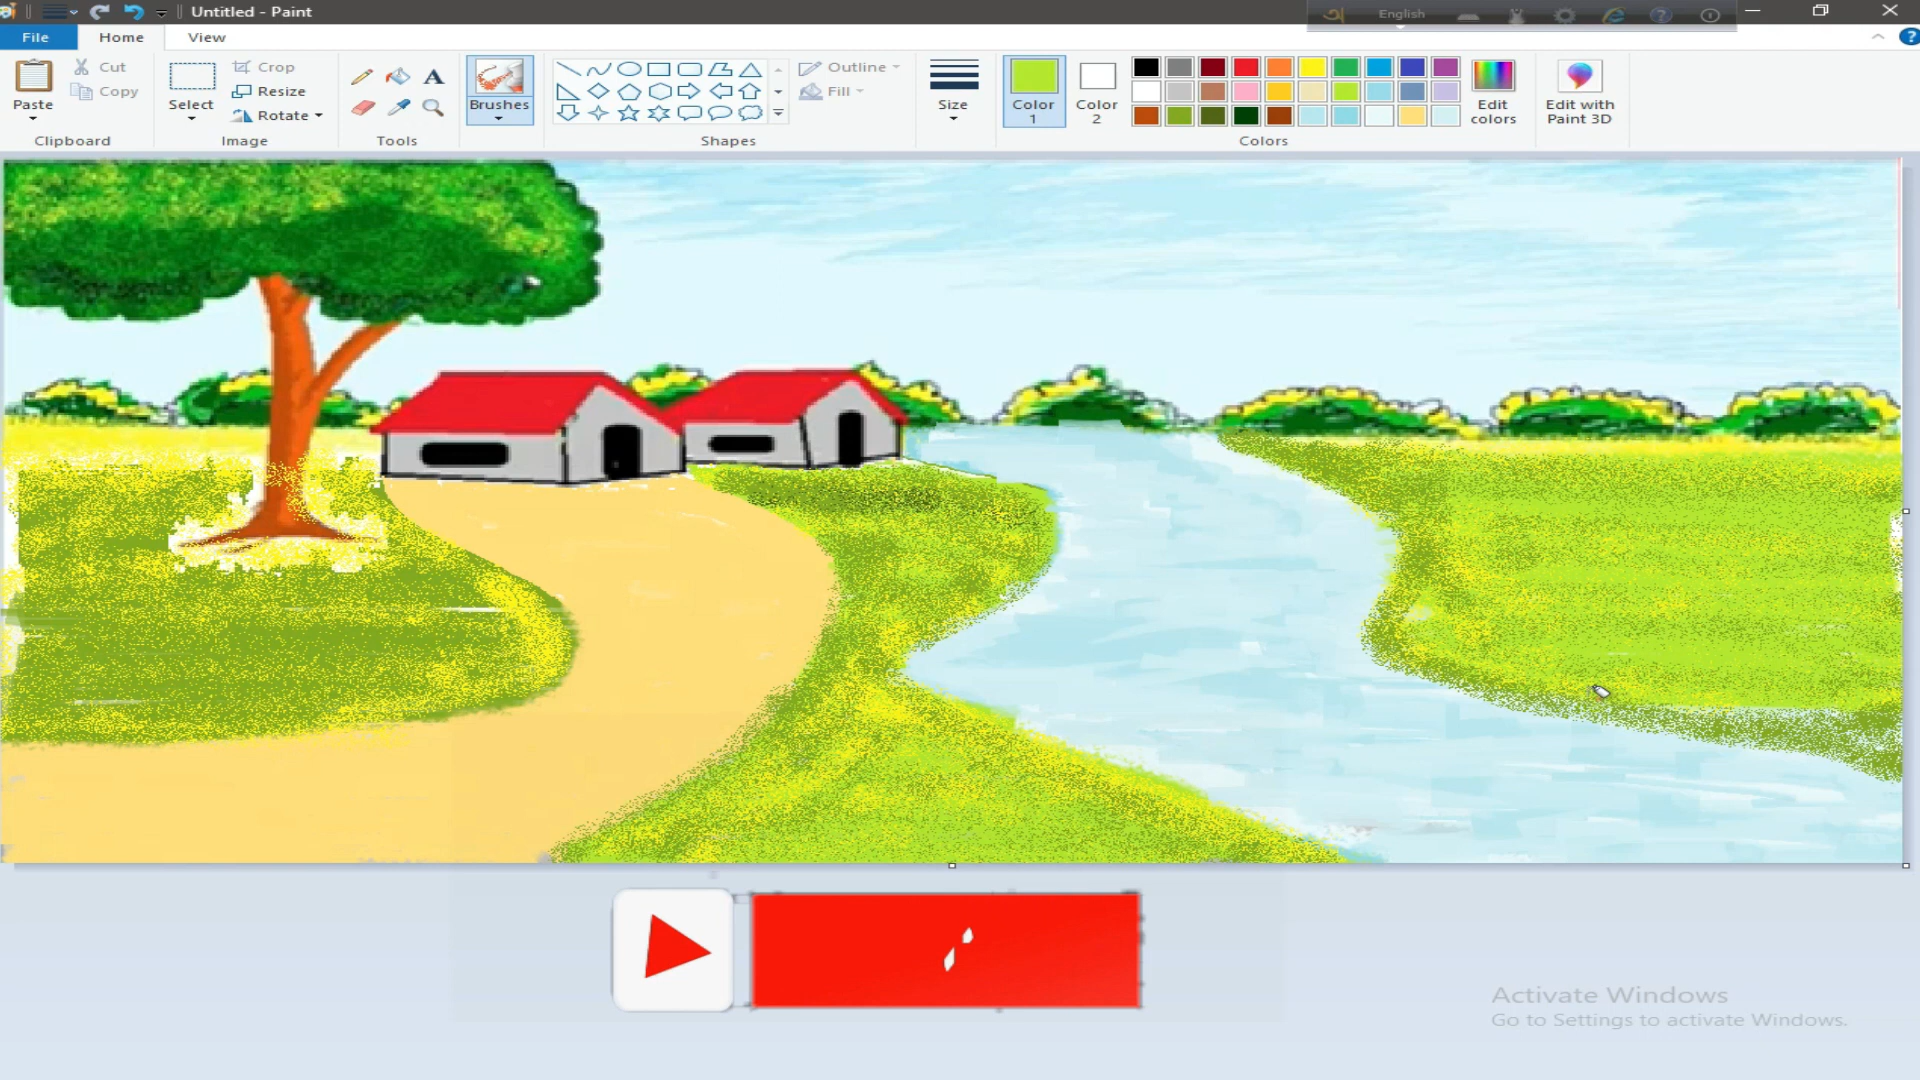 Untitled - Paint
English
File
Home
View
Paste
Cut
Copy
Clipboard
Select
Crop
Resize
Rotate
Image
A
Tools
Brushes
Shapes
Outline
Fill
Size
Color
1
Color
2
Edit
colors
Colors
Edit with
Paint 3D
Activate Windows
Go to Settings to activate Windows.